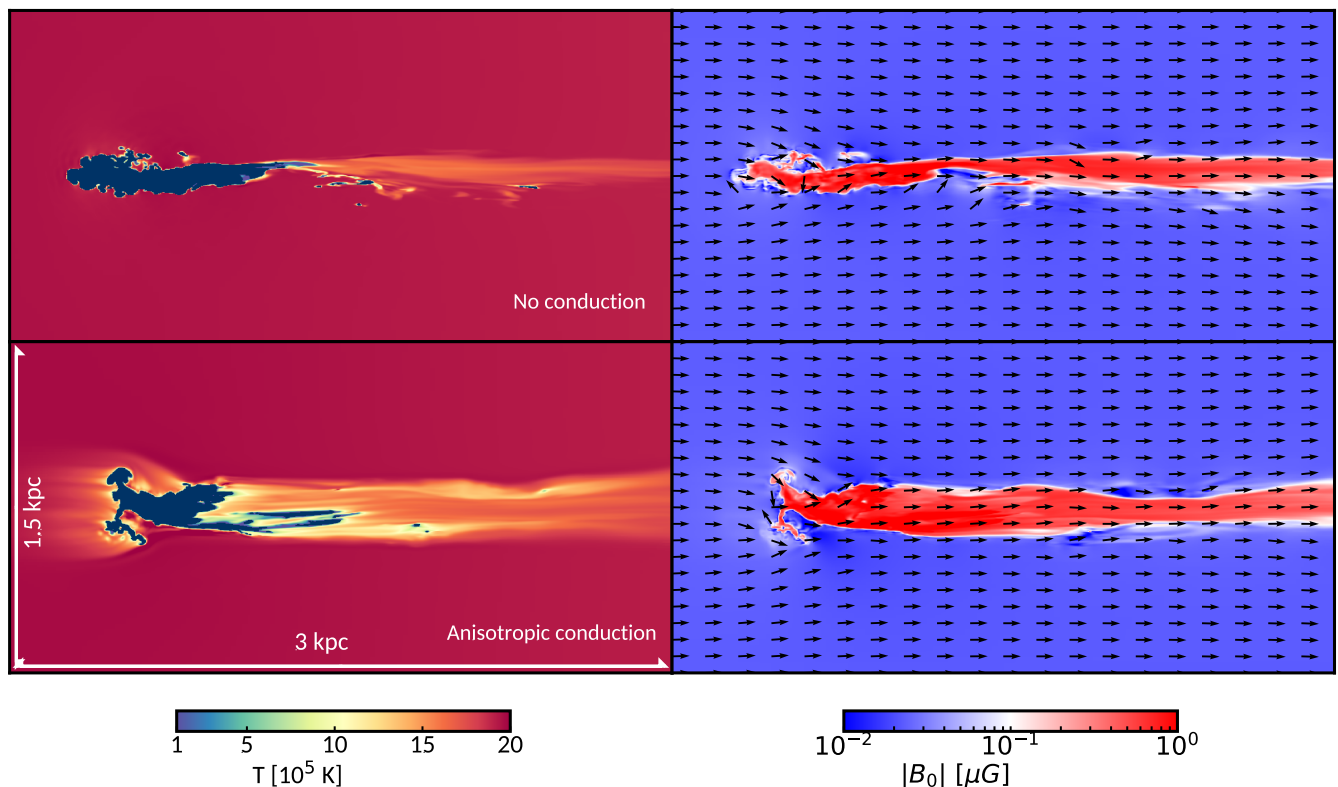 No conduction
1,5 kpc
3 kpc
Anisotropic conduction
1 5 10 15 20
T [10⁵ K]
10⁻² 10⁻¹ 10⁰
|B₀| [μG]